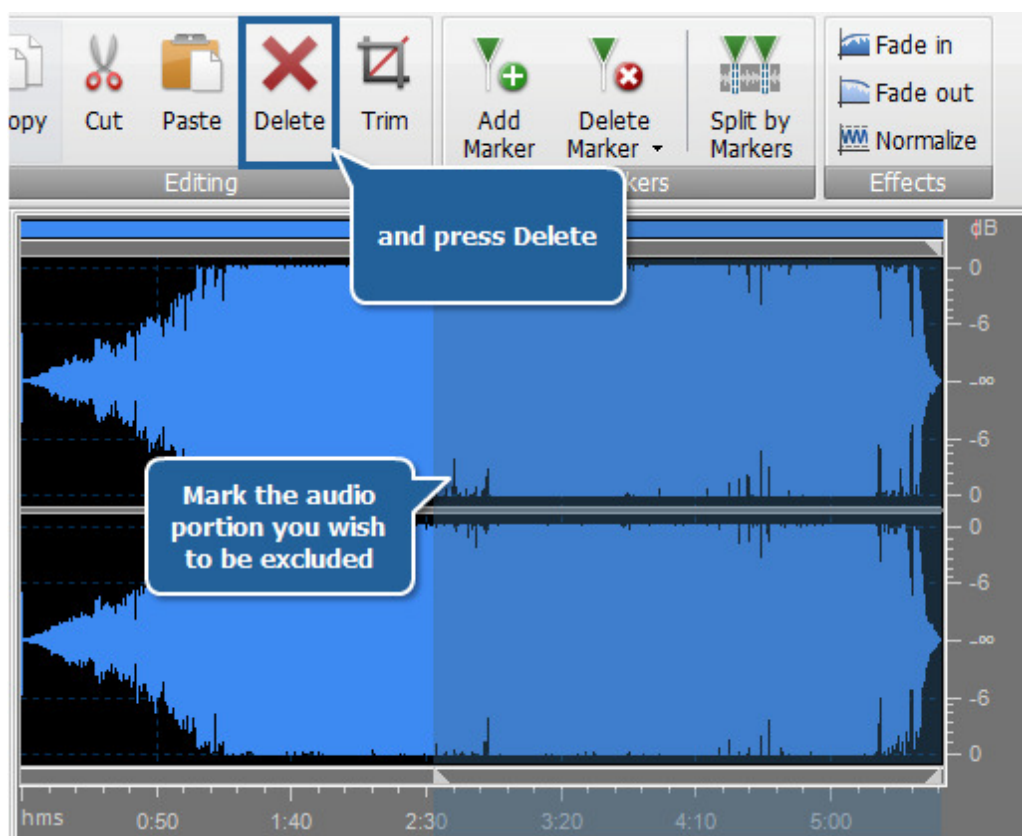 opy
Cut
Paste
Delete
Trim
Add
Marker
Delete
Marker
Split by
Markers
Fade in
Fade out
Normalize
Editing
kers
Effects
and press Delete
dB
0
-6
-∞
-6
0
Mark the audio
portion you wish
to be excluded
0
-6
-∞
-6
0
hms 0:50 1:40 2:30 3:20 4:10 5:00